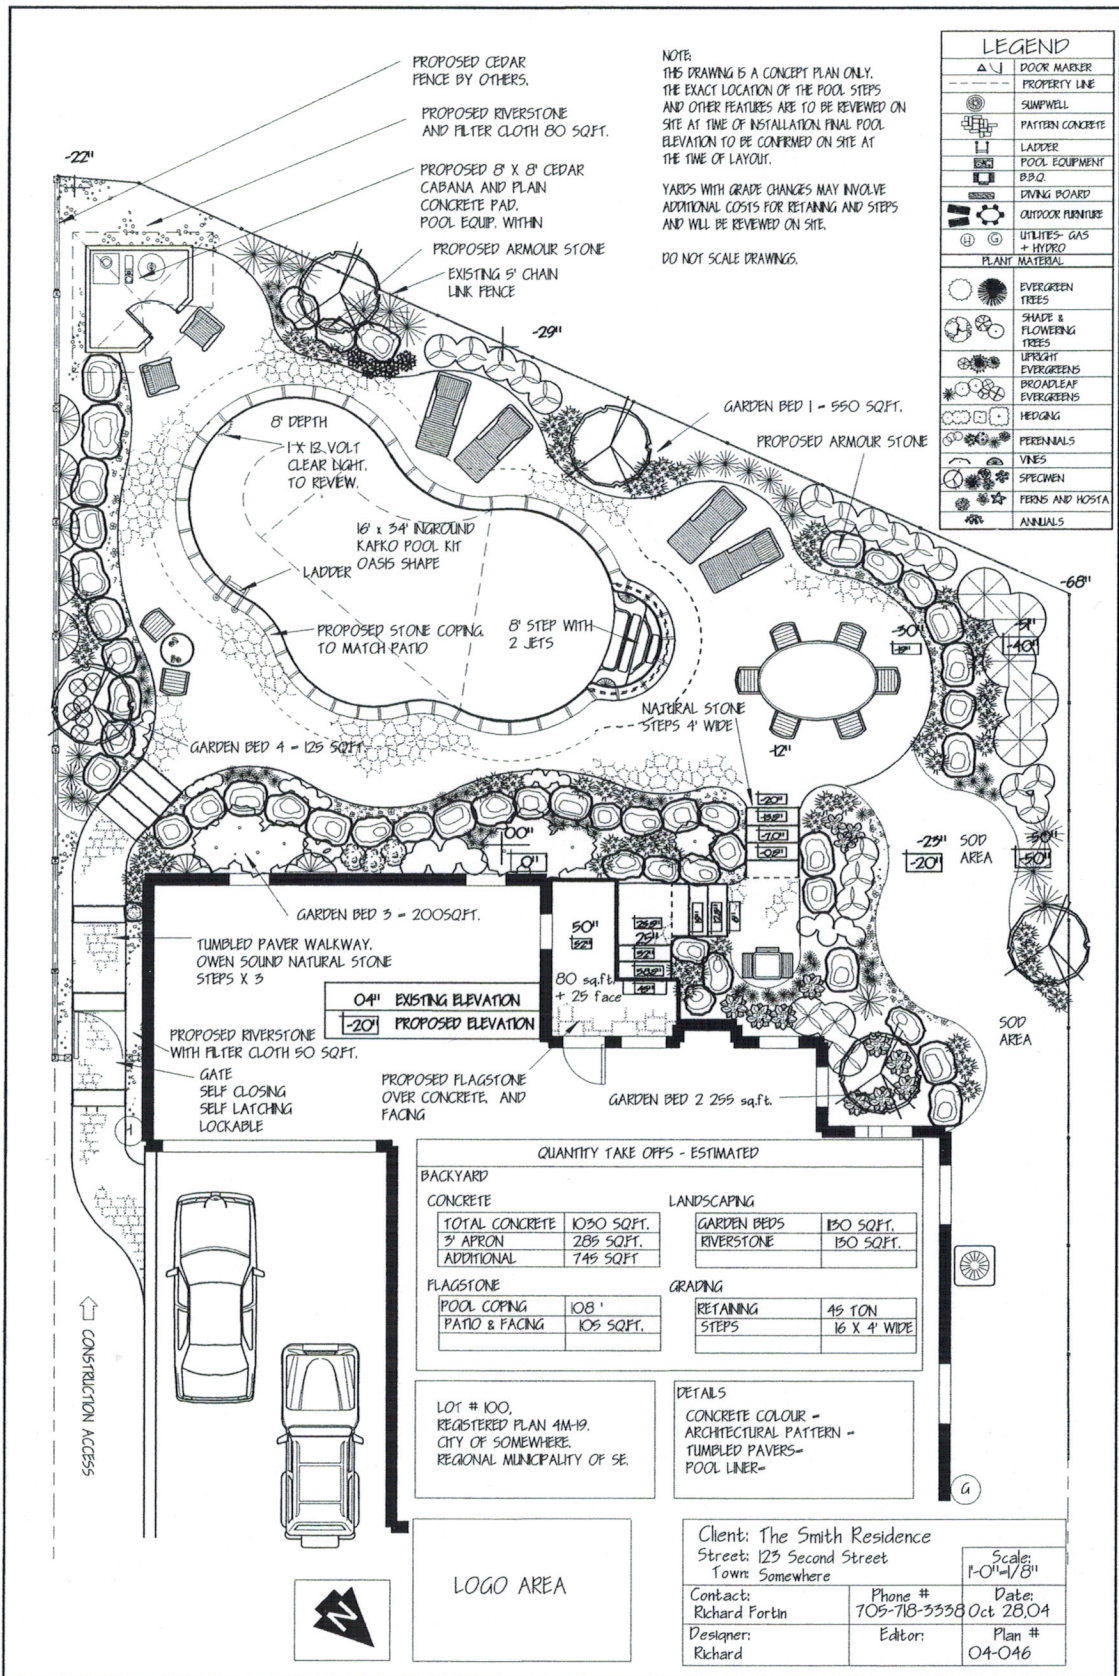 PROPOSED CEDAR
FENCE BY OTHERS.
PROPOSED RIVERSTONE
AND FILTER CLOTH 80 SQ.FT.
PROPOSED 8' X 8' CEDAR
CABANA AND PLAIN
CONCRETE PAD.
POOL EQUIP. WITHIN
PROPOSED ARMOUR STONE
EXISTING 5' CHAIN
LINK FENCE
NOTE:
THIS DRAWING IS A CONCEPT PLAN ONLY.
THE EXACT LOCATION OF THE POOL STEPS
AND OTHER FEATURES ARE TO BE REVIEWED ON
SITE AT TIME OF INSTALLATION. FINAL POOL
ELEVATION TO BE CONFIRMED ON SITE AT
THE TIME OF LAYOUT.
YARDS WITH GRADE CHANGES MAY INVOLVE
ADDITIONAL COSTS FOR RETAINING AND STEPS
AND WILL BE REVIEWED ON SITE.
DO NOT SCALE DRAWINGS.
LEGEND
DOOR MARKER
PROPERTY LINE
SUMPWELL
PATTERN CONCRETE
LADDER
POOL EQUIPMENT
B.B.Q.
DIVING BOARD
OUTDOOR FURNITURE
H G UTILITIES- GAS
+ HYDRO
PLANT MATERIAL
EVERGREEN
TREES
SHADE &
FLOWERING
TREES
UPRIGHT
EVERGREENS
BROADLEAF
EVERGREENS
HEDGING
PERENNIALS
VINES
SPECIMEN
FERNS AND HOSTA
ANNUALS
-22"
-29"
-68"
GARDEN BED 1 - 550 SQ.FT.
PROPOSED ARMOUR STONE
8' DEPTH
1 X 12 VOLT
CLEAR LIGHT.
TO REVIEW.
16' x 34' INGROUND
KAFKO POOL KIT
OASIS SHAPE
LADDER
PROPOSED STONE COPING
TO MATCH PATIO
8' STEP WITH
2 JETS
-30"
-40"
NATURAL STONE
STEPS 4' WIDE
-12"
GARDEN BED 4 - 125 SQ.FT.
-20"
-7.0"
00"
0"
-23"
-20"
SOD
AREA
-50"
-50"
GARDEN BED 3 - 200SQ.FT.
TUMBLED PAVER WALKWAY.
OWEN SOUND NATURAL STONE
STEPS X 3
50"
52"
25"
80 sq.ft.
+ 25 face
04" EXISTING ELEVATION
-20" PROPOSED ELEVATION
SOD
AREA
PROPOSED RIVERSTONE
WITH FILTER CLOTH 50 SQ.FT.
GATE
SELF CLOSING
SELF LATCHING
LOCKABLE
H
PROPOSED FLAGSTONE
OVER CONCRETE. AND
FACING
GARDEN BED 2 255 sq.ft.
QUANTITY TAKE OFFS - ESTIMATED
BACKYARD
CONCRETE
TOTAL CONCRETE 1030 SQ.FT.
3' APRON 285 SQ.FT.
ADDITIONAL 745 SQ.FT
LANDSCAPING
GARDEN BEDS 1130 SQ.FT.
RIVERSTONE 130 SQ.FT.
FLAGSTONE
POOL COPING 108 '
PATIO & FACING 105 SQ.FT.
GRADING
RETAINING 45 TON
STEPS 16 X 4' WIDE
CONSTRUCTION ACCESS
LOT # 100,
REGISTERED PLAN 4M-19.
CITY OF SOMEWHERE.
REGIONAL MUNICIPALITY OF SE.
DETAILS
CONCRETE COLOUR -
ARCHITECTURAL PATTERN -
TUMBLED PAVERS-
POOL LINER-
G
N
LOGO AREA
Client: The Smith Residence
Street: 123 Second Street
Town: Somewhere
Scale:
1'-0"=1/8"
Contact:
Richard Fortin
Phone #
705-718-3338
Date:
Oct 28,04
Designer:
Richard
Editor:
Plan #
04-046